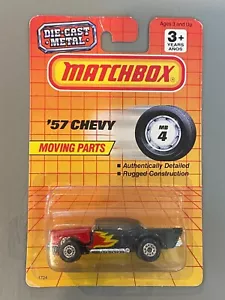 Ages 3 and Up
DIE-CAST
METAL
3+
YEARS
AÑOS
MATCHBOX
'57 CHEVY
MB
4
MOVING PARTS
Authentically Detailed
Rugged Construction